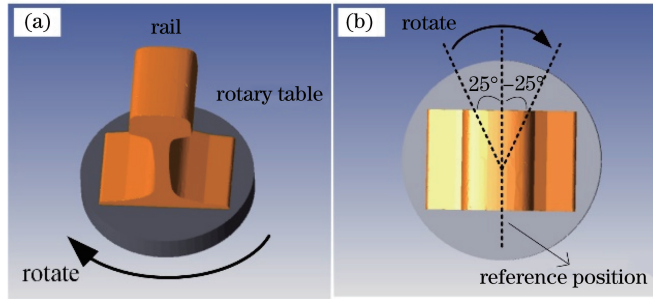 (a)
rail
rotary table
rotate
(b)
rotate
25° -25°
reference position